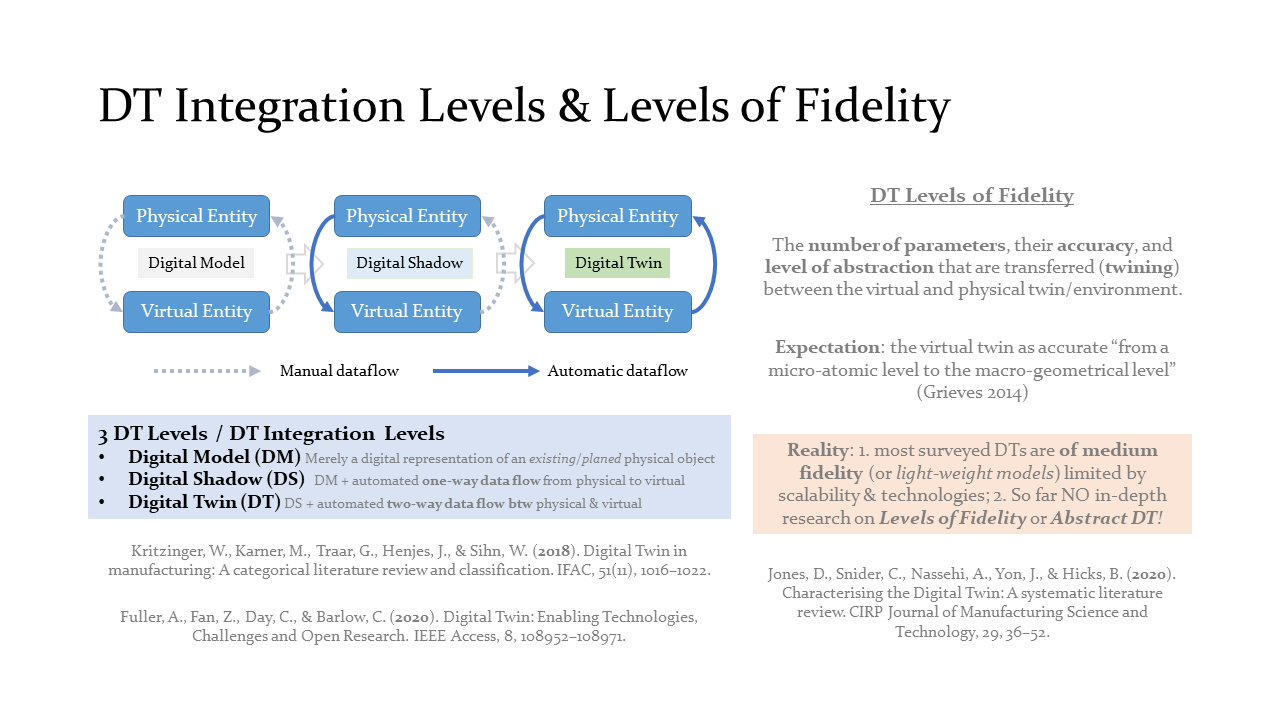 DT Integration Levels & Levels of Fidelity
Physical Entity
Digital Model
Virtual Entity
Physical Entity
Digital Shadow
Virtual Entity
Physical Entity
Digital Twin
Virtual Entity
Manual dataflow
Automatic dataflow
3 DT Levels / DT Integration Levels
• Digital Model (DM) Merely a digital representation of an existing/planed physical object
• Digital Shadow (DS) DM + automated one-way data flow from physical to virtual
• Digital Twin (DT) DS + automated two-way data flow btw physical & virtual
Kritzinger, W., Karner, M., Traar, G., Henjes, J., & Sihn, W. (2018). Digital Twin in
manufacturing: A categorical literature review and classification. IFAC, 51(11), 1016–1022.
Fuller, A., Fan, Z., Day, C., & Barlow, C. (2020). Digital Twin: Enabling Technologies,
Challenges and Open Research. IEEE Access, 8, 108952–108971.
DT Levels of Fidelity
The number of parameters, their accuracy, and
level of abstraction that are transferred (twining)
between the virtual and physical twin/environment.
Expectation: the virtual twin as accurate “from a
micro-atomic level to the macro-geometrical level”
(Grieves 2014)
Reality: 1. most surveyed DTs are of medium
fidelity (or light-weight models) limited by
scalability & technologies; 2. So far NO in-depth
research on Levels of Fidelity or Abstract DT!
Jones, D., Snider, C., Nassehi, A., Yon, J., & Hicks, B. (2020).
Characterising the Digital Twin: A systematic literature
review. CIRP Journal of Manufacturing Science and
Technology, 29, 36–52.